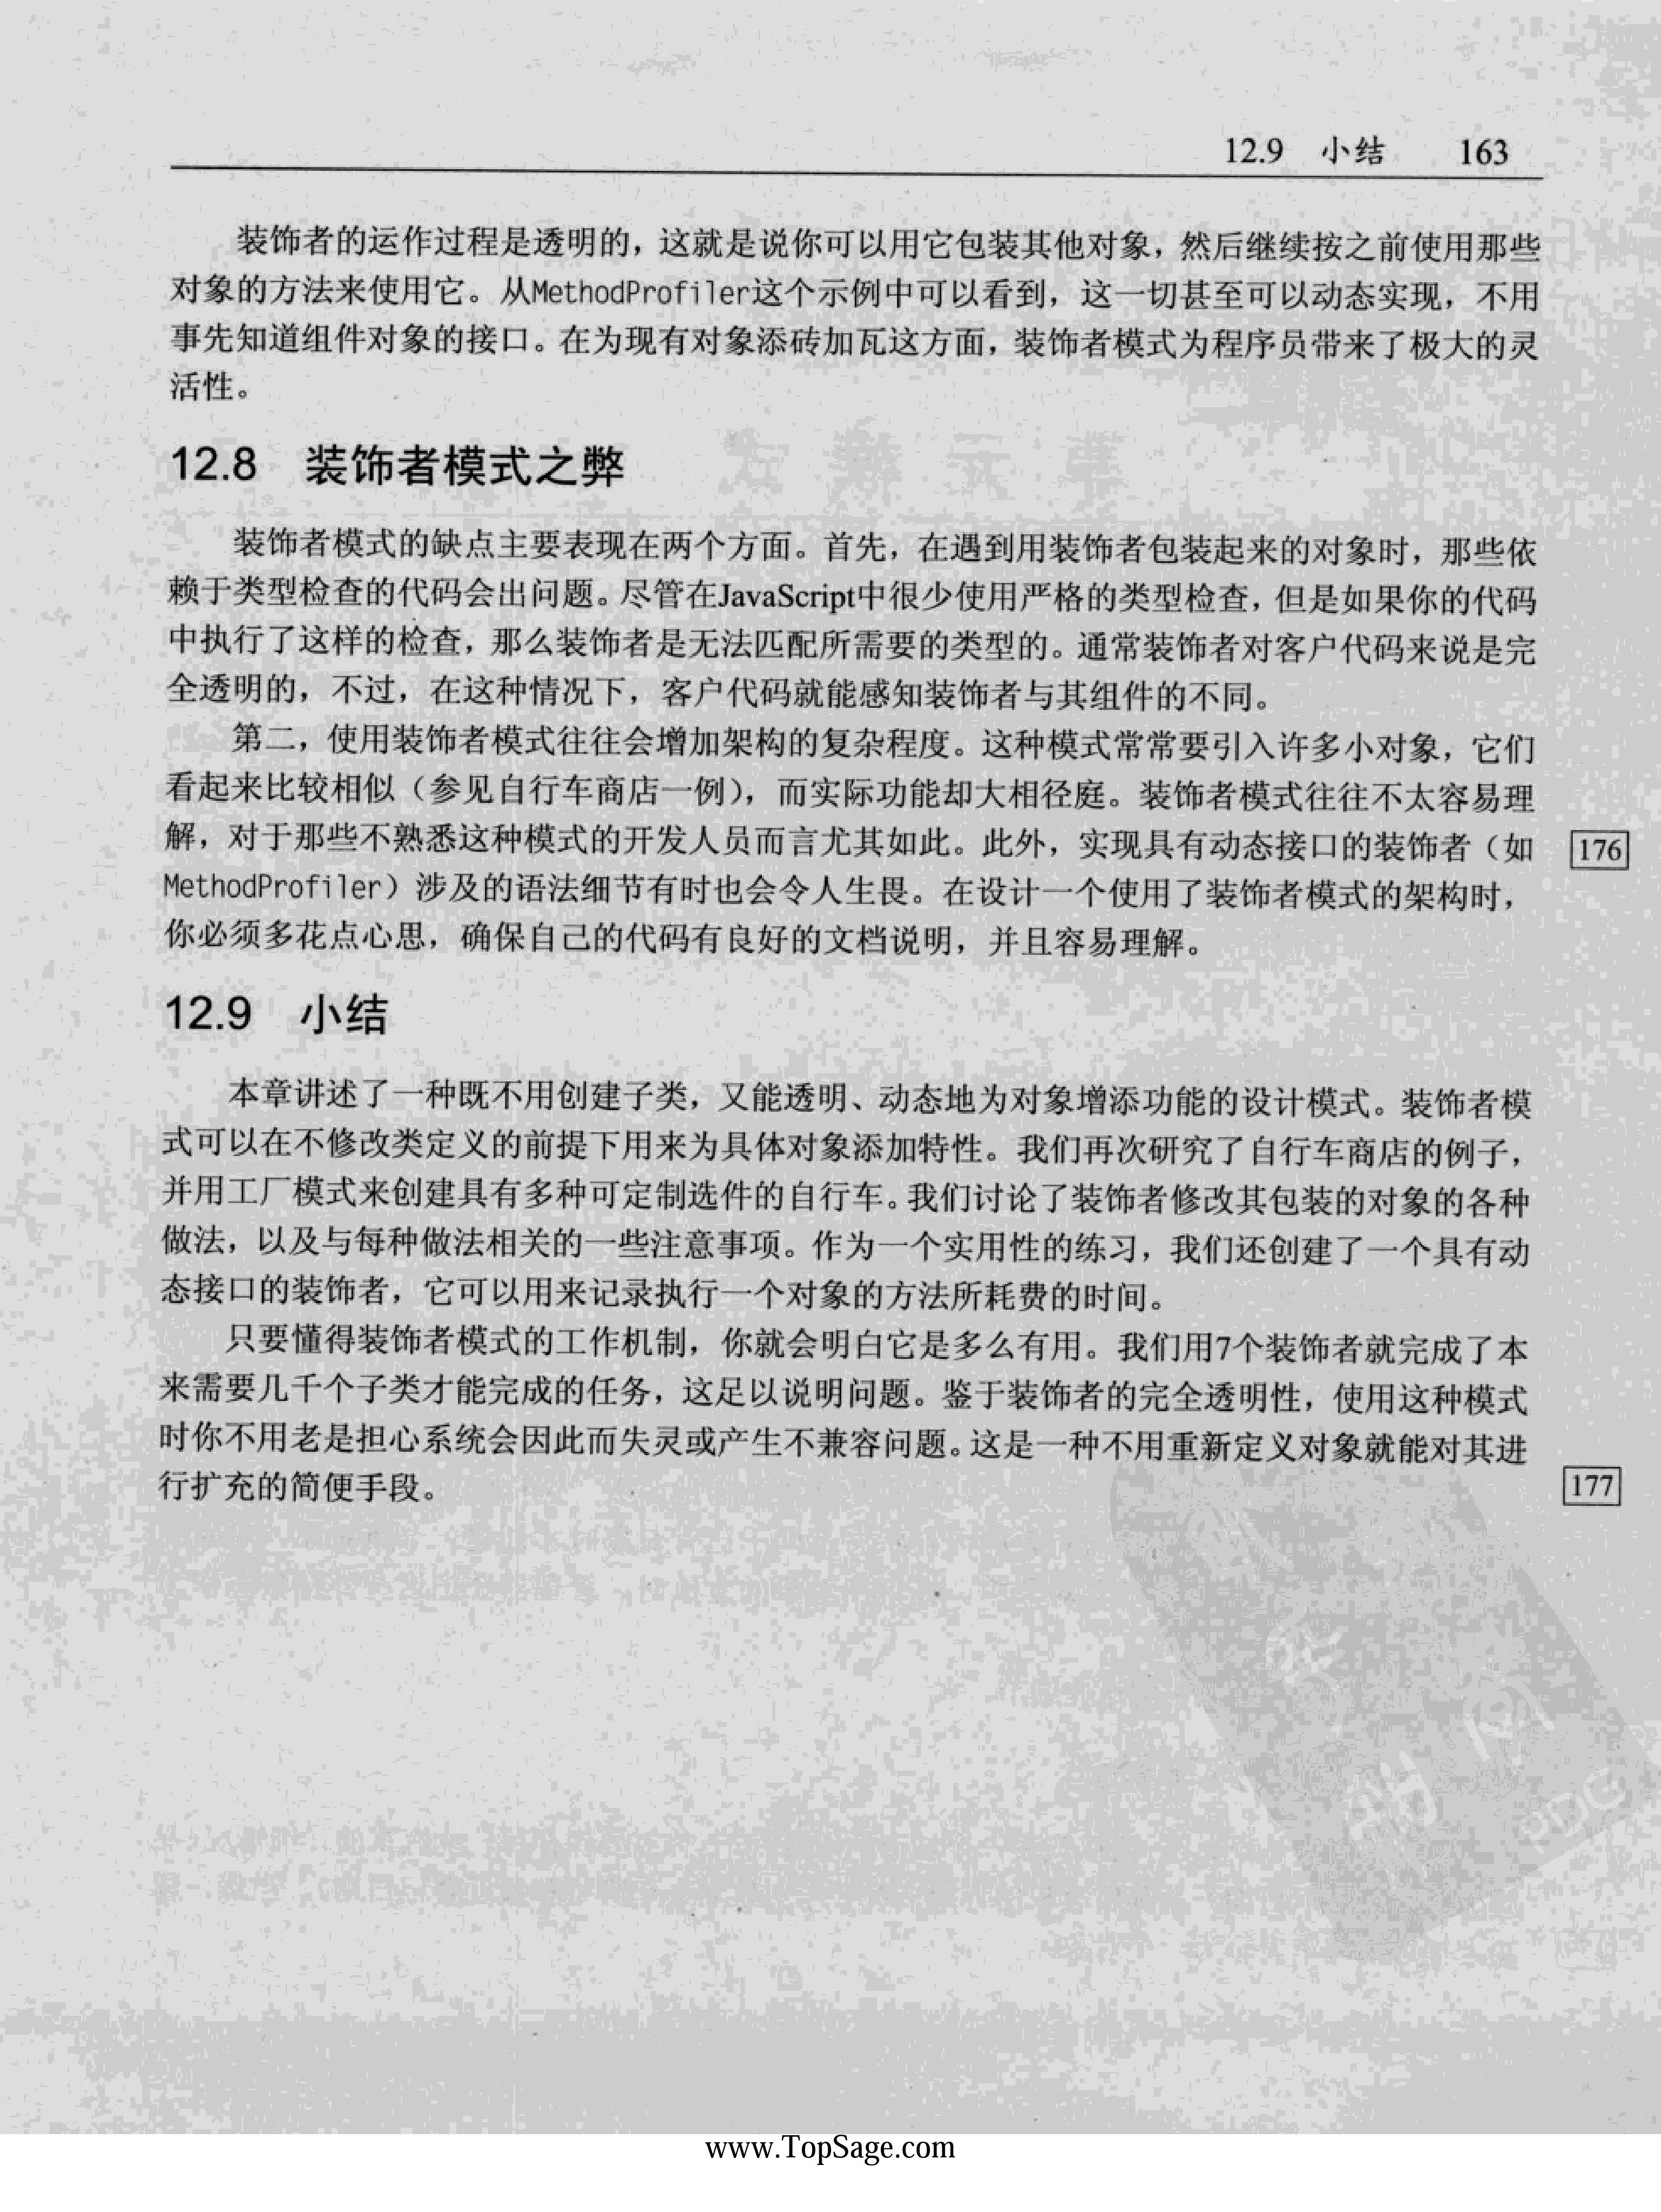 12.9 小结 163
装饰者的运作过程是透明的，这就是说你可以用它包装其他对象，然后继续按之前使用那些
对象的方法来使用它。从MethodProfiler这个示例中可以看到，这一切甚至可以动态实现，不用
事先知道组件对象的接口。在为现有对象添砖加瓦这方面，装饰者模式为程序员带来了极大的灵
活性。
12.8 装饰者模式之弊
装饰者模式的缺点主要表现在两个方面。首先，在遇到用装饰者包装起来的对象时，那些依
赖于类型检查的代码会出问题。尽管在JavaScript中很少使用严格的类型检查，但是如果你的代码
中执行了这样的检查，那么装饰者是无法匹配所需要的类型的。通常装饰者对客户代码来说是完
全透明的，不过，在这种情况下，客户代码就能感知装饰者与其组件的不同。
第二，使用装饰者模式往往会增加架构的复杂程度。这种模式常常要引入许多小对象，它们
看起来比较相似（参见自行车商店一例），而实际功能却大相径庭。装饰者模式往往不太容易理
解，对于那些不熟悉这种模式的开发人员而言尤其如此。此外，实现具有动态接口的装饰者（如
176
MethodProfiler）涉及的语法细节有时也会令人生畏。在设计一个使用了装饰者模式的架构时，
你必须多花点心思，确保自己的代码有良好的文档说明，并且容易理解。
12.9 小结
本章讲述了一种既不用创建子类，又能透明、动态地为对象增添功能的设计模式。装饰者模
式可以在不修改类定义的前提下用来为具体对象添加特性。我们再次研究了自行车商店的例子，
并用工厂模式来创建具有多种可定制选件的自行车。我们讨论了装饰者修改其包装的对象的各种
做法，以及与每种做法相关的一些注意事项。作为一个实用性的练习，我们还创建了一个具有动
态接口的装饰者，它可以用来记录执行一个对象的方法所耗费的时间。
只要懂得装饰者模式的工作机制，你就会明白它是多么有用。我们用7个装饰者就完成了本
来需要几千个子类才能完成的任务，这足以说明问题。鉴于装饰者的完全透明性，使用这种模式
时你不用老是担心系统会因此而失灵或产生不兼容问题。这是一种不用重新定义对象就能对其进
行扩充的简便手段。
177
PDG
www.TopSage.com